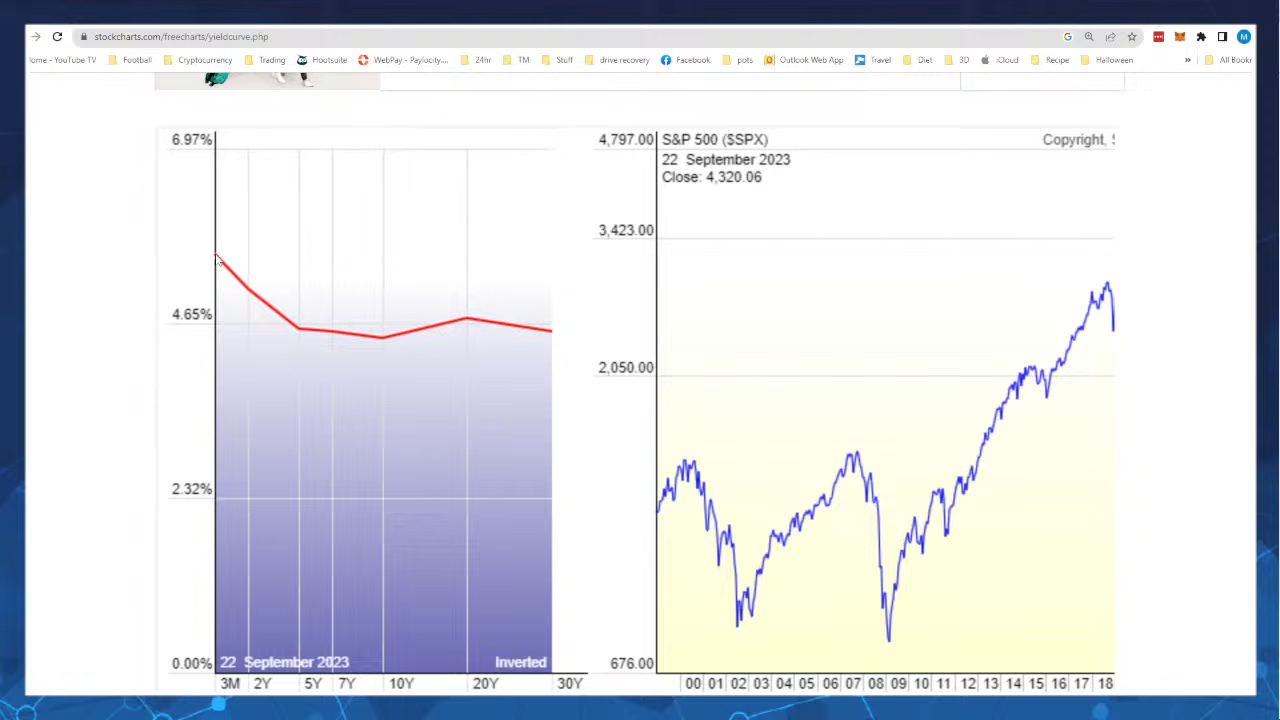 stockcharts.com/freecharts/yieldcurve.php
G
M
ome - YouTube TV Football Cryptocurrency Trading Hootsuite WebPay - Paylocity,... 24hr TM Stuff drive recovery Facebook pots Outlook Web App Travel Diet 3D iCloud Recipe Halloween » All Bookr
6.97%
4.65%
2.32%
0.00%
22 September 2023 Inverted
3M 2Y 5Y 7Y 10Y 20Y 30Y
4,797.00 S&P 500 ($SPX) Copyright,
22 September 2023
Close: 4,320.06
3,423.00
2,050.00
676.00
00 01 02 03 04 05 06 07 08 09 10 11 12 13 14 15 16 17 18